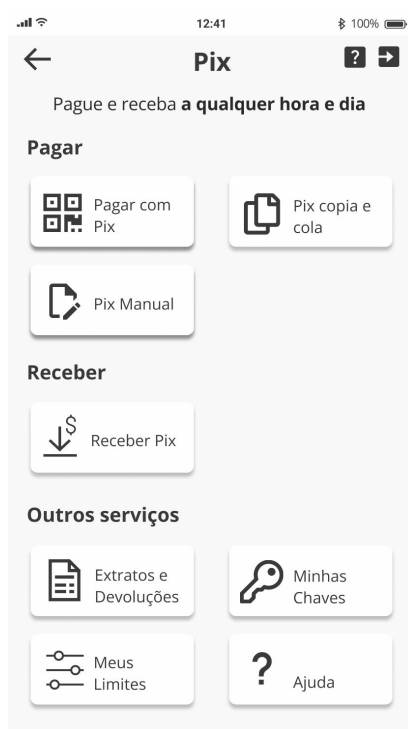 12:41
100%
Pix
Pague e receba a qualquer hora e dia
Pagar
Pagar com
Pix
Pix copia e
cola
Pix Manual
Receber
$
Receber Pix
Outros serviços
Extratos e
Devoluções
Minhas
Chaves
Meus
Limites
?
Ajuda